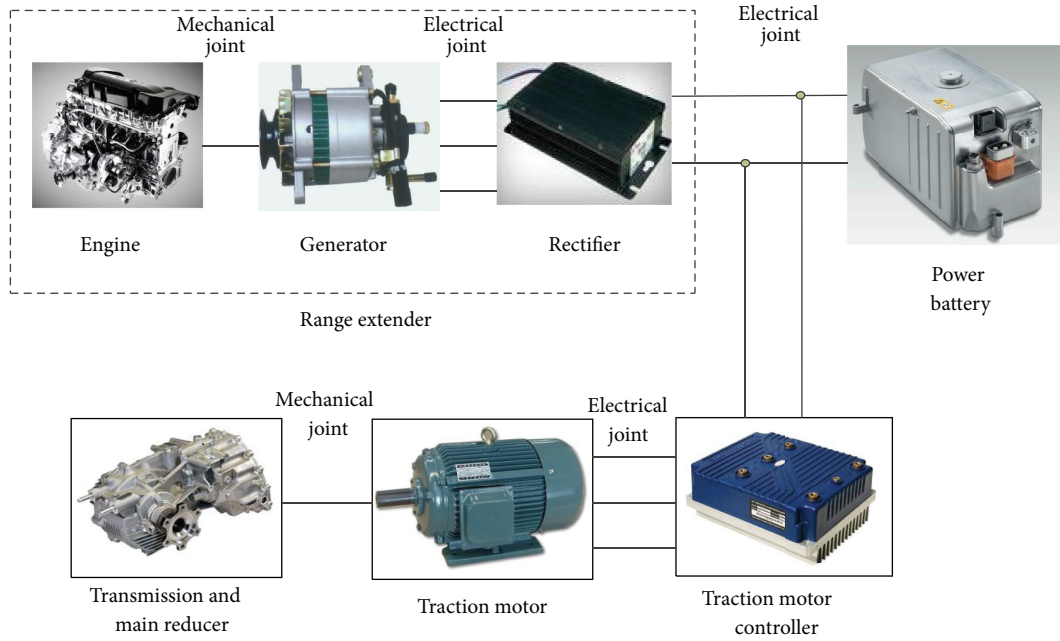 Mechanical
joint
Electrical
joint
Electrical
joint
Engine
Generator
Rectifier
Power
battery
Range extender
Mechanical
joint
Electrical
joint
Transmission and
main reducer
Traction motor
Traction motor
controller